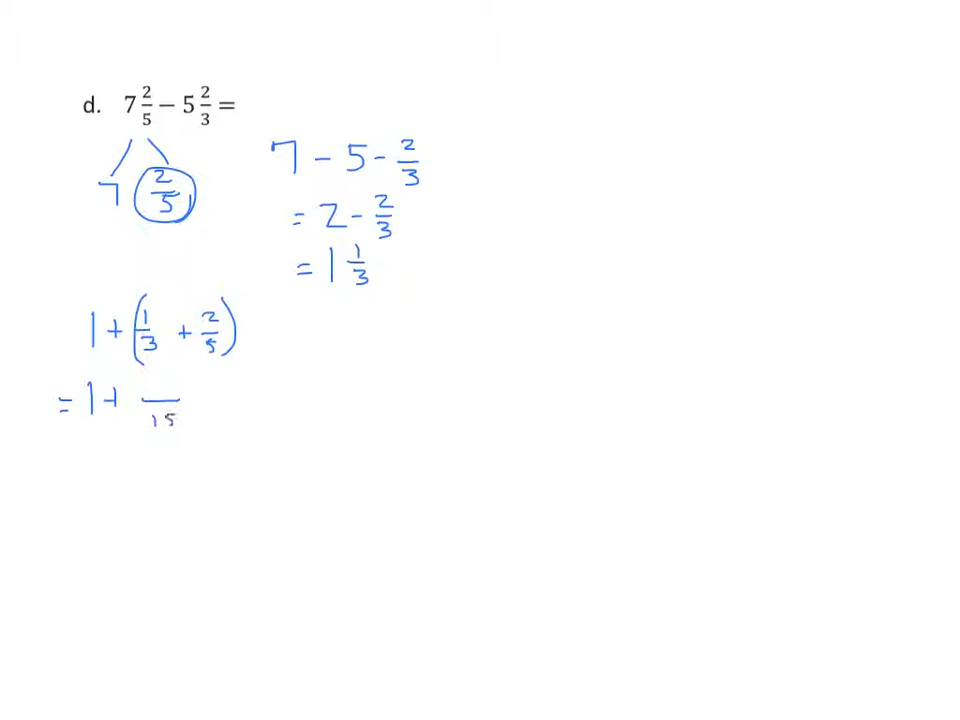 d. 7 2/5 − 5 2/3 =
7 2/5
7 - 5 - 2/3
= 2 - 2/3
= 1 1/3
1 + (1/3 + 2/5)
= 1 + /15